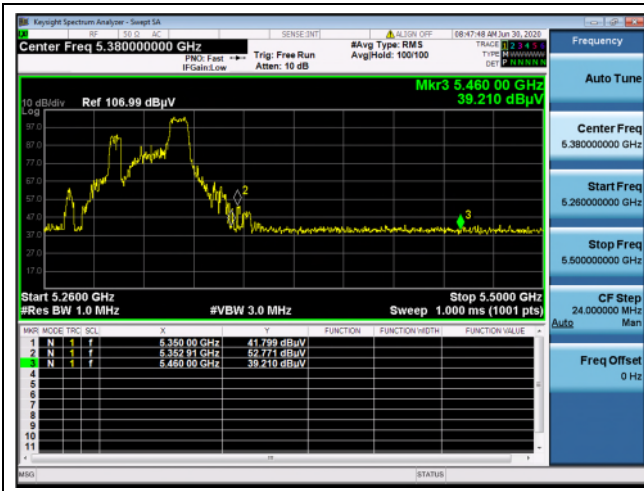 Keysight Spectrum Analyzer - Swept SA
RF 50 Ω AC SENSE:INT ALIGN OFF 08:47:48 AM Jun 30, 2020
Center Freq 5.380000000 GHz
#Avg Type: RMS
TRACE 1 2 3 4 5 6
PNO: Fast
Trig: Free Run
Avg|Hold: 100/100
TYPE M WWWWW
IFGain:Low
Atten: 10 dB
DET P N N N N N
Mkr3 5.460 00 GHz
39.210 dBµV
10 dB/div Ref 106.99 dBµV
Log
97.0
87.0
77.0
67.0
57.0
47.0
37.0
27.0
17.0
2
3
Start 5.2600 GHz Stop 5.5000 GHz
#Res BW 1.0 MHz #VBW 3.0 MHz Sweep 1.000 ms (1001 pts)
MKR MODE TRC SCL X Y FUNCTION FUNCTION WIDTH FUNCTION VALUE
1 N 1 f 5.350 00 GHz 41.799 dBµV
2 N 1 f 5.352 91 GHz 52.771 dBµV
3 N 1 f 5.460 00 GHz 39.210 dBµV
4
5
6
7
8
9
10
11
MSG STATUS
Frequency
Auto Tune
Center Freq
5.380000000 GHz
Start Freq
5.260000000 GHz
Stop Freq
5.500000000 GHz
CF Step
24.000000 MHz
Auto Man
Freq Offset
0 Hz